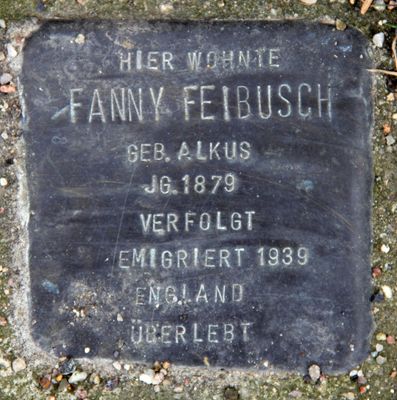 HIER WOHNTE
FANNY FEIBUSCH
GEB. ALKUS
JG. 1879
VERFOLGT
EMIGRIERT 1939
ENGLAND
ÜBERLEBT